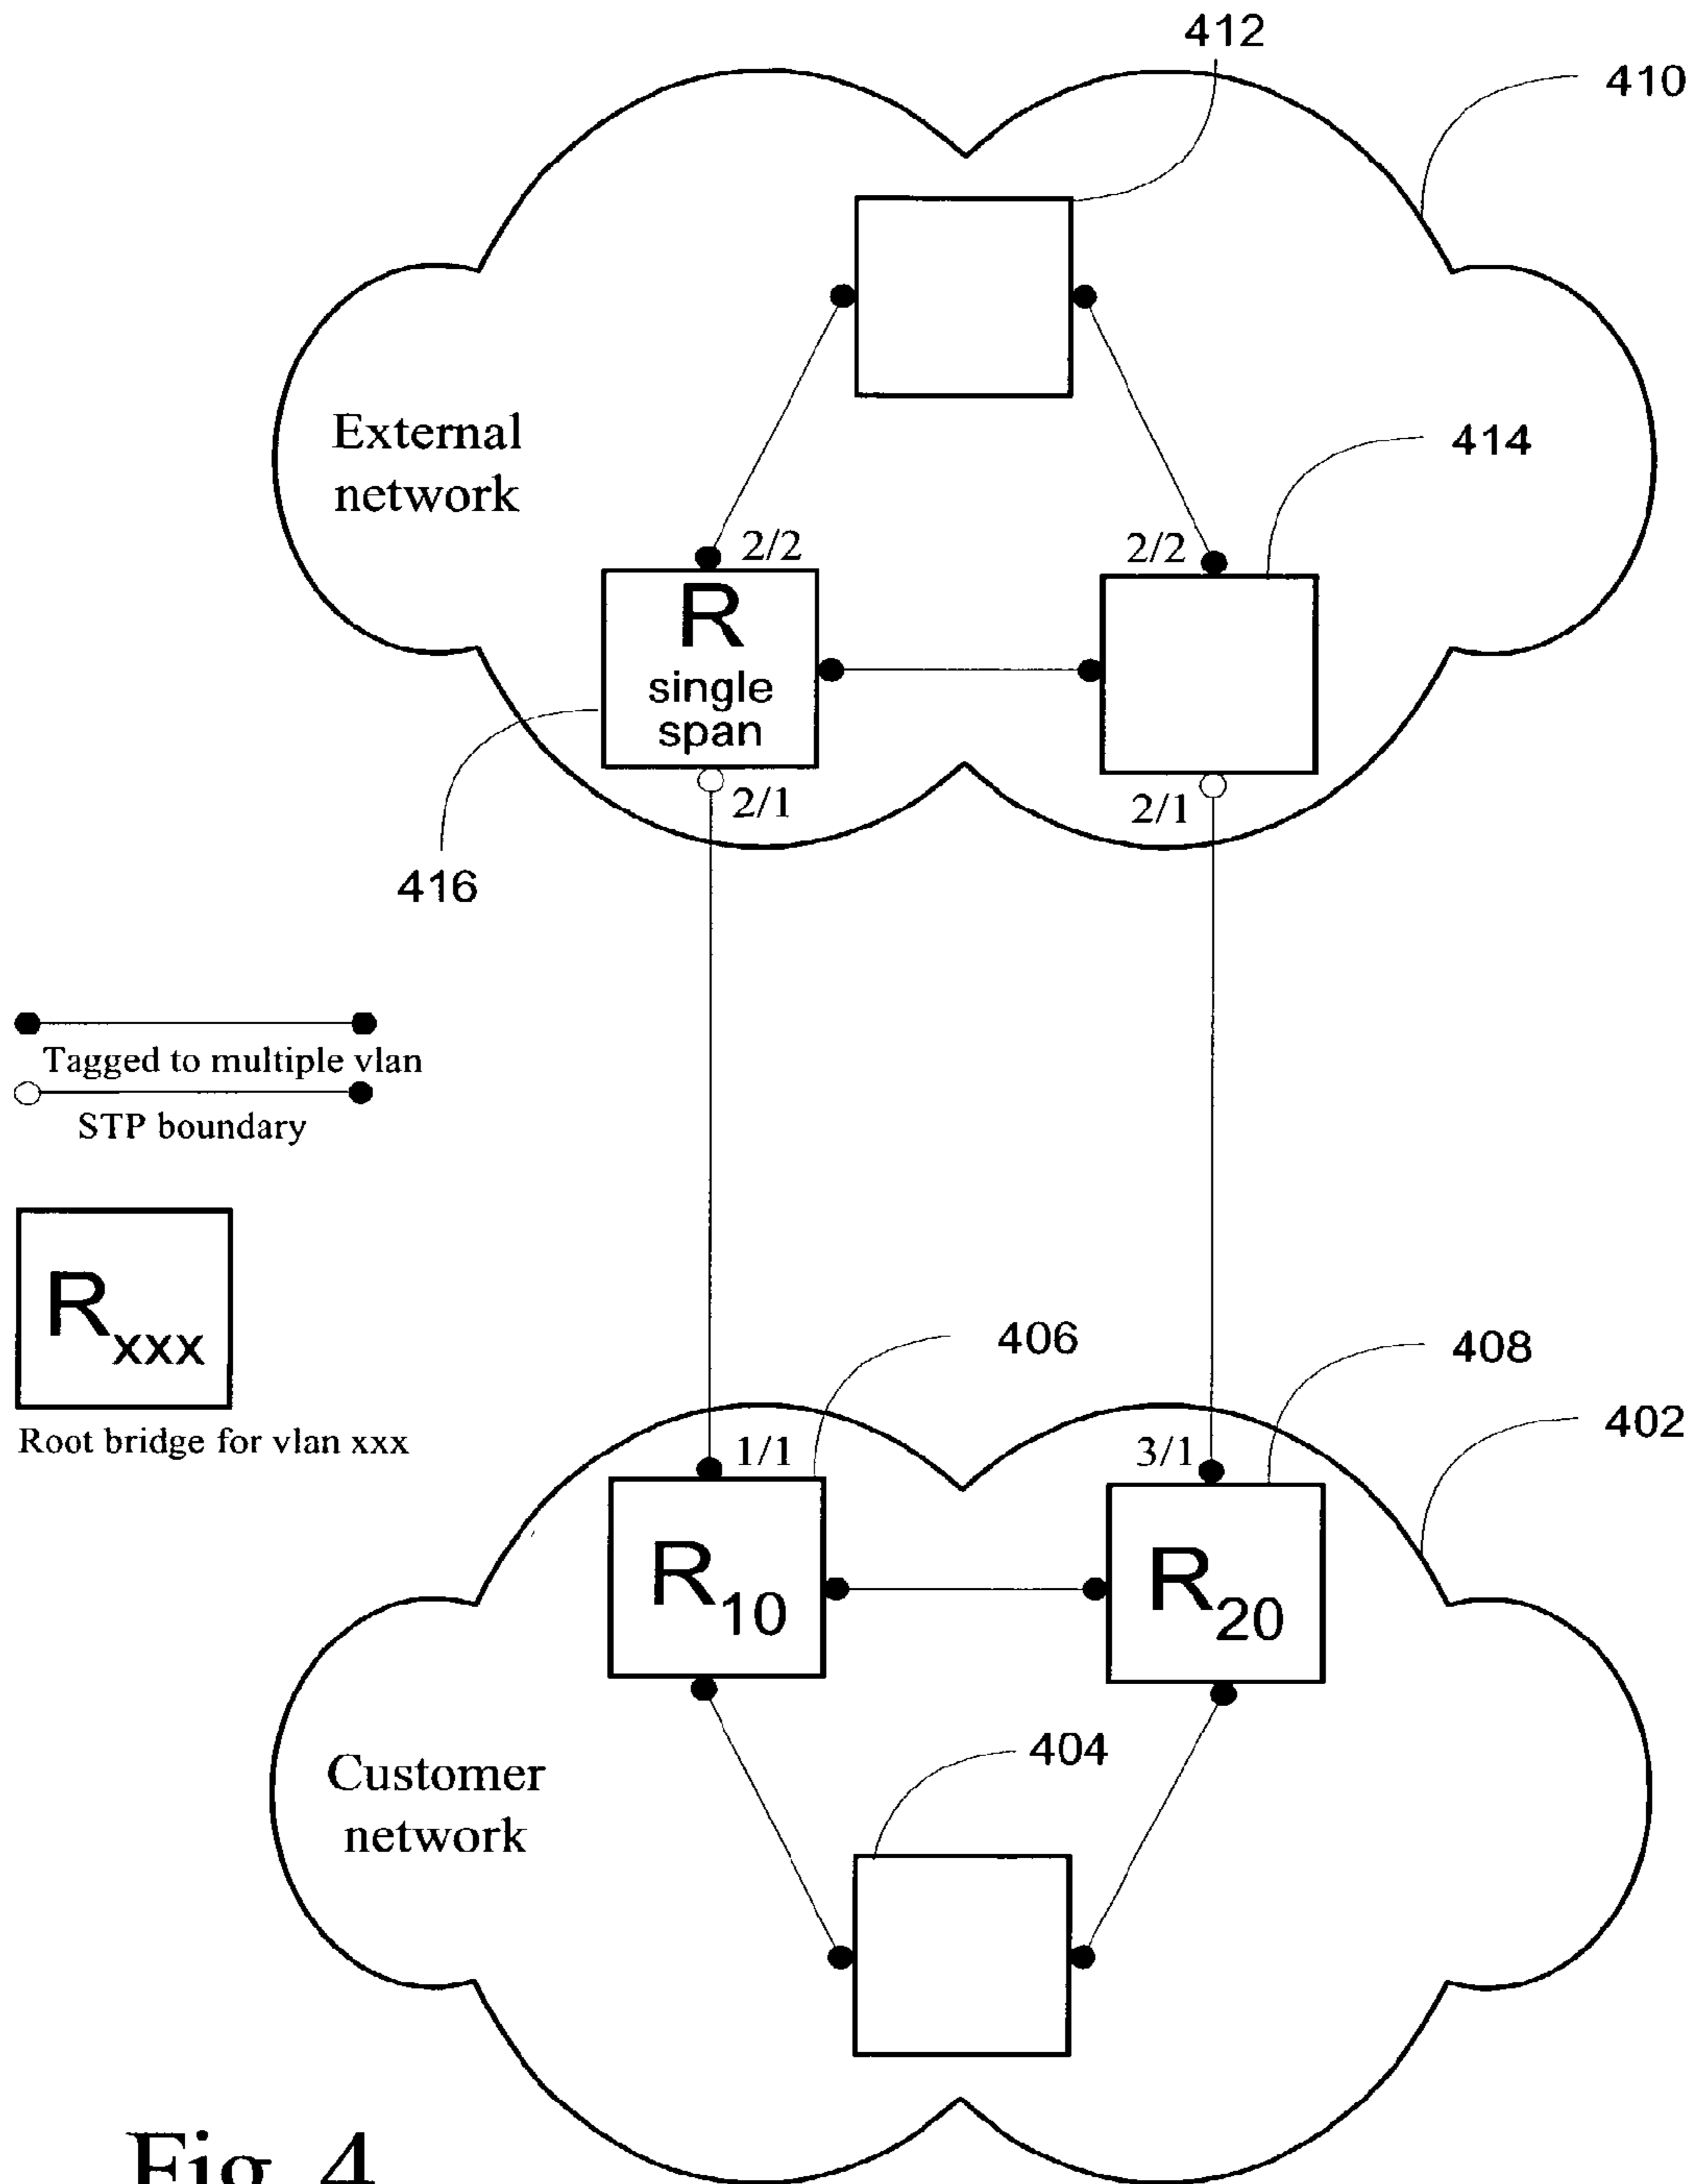 412
410
External
network
414
2/2
2/2
R
single
span
2/1
2/1
416
Tagged to multiple vlan
STP boundary
Rxxx
Root bridge for vlan xxx
406
408
402
1/1
3/1
R10
R20
404
Customer
network
Fig. 4